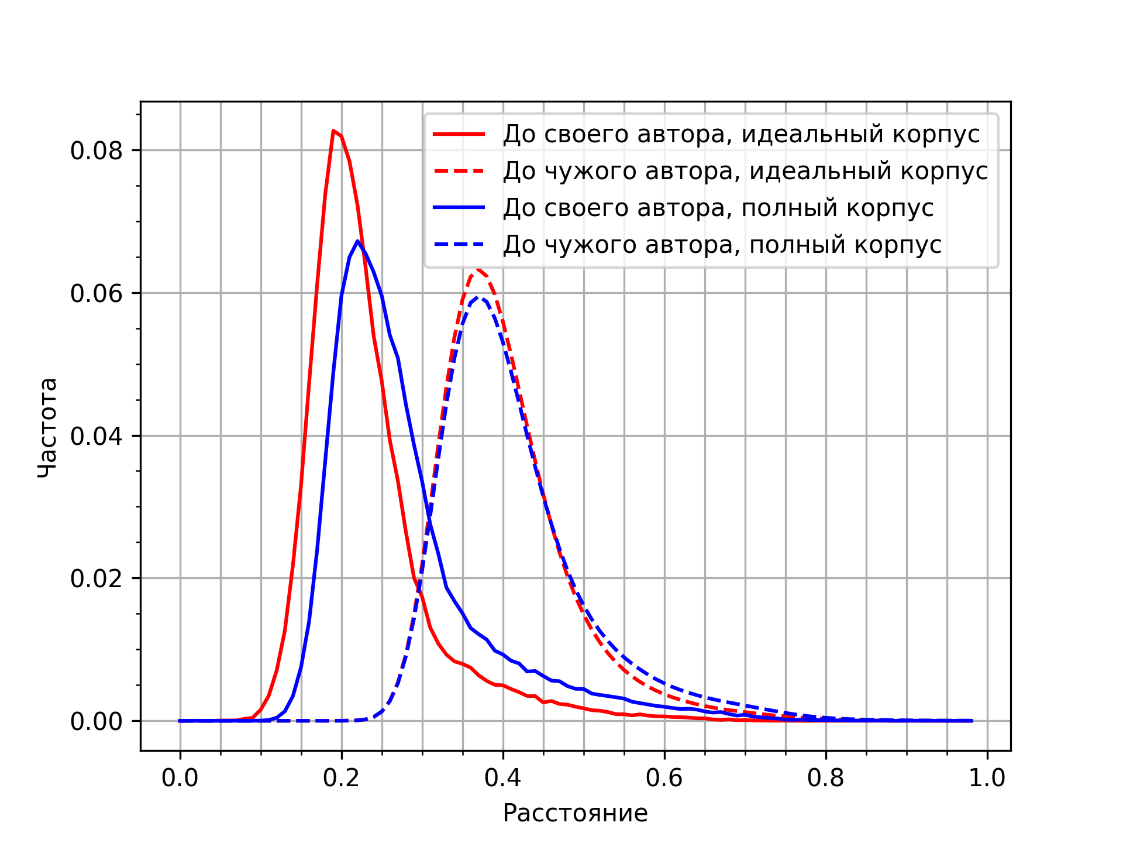 До своего автора, идеальный корпус
До чужого автора, идеальный корпус
До своего автора, полный корпус
До чужого автора, полный корпус
0.08
0.06
0.04
0.02
0.00
Частота
0.0 0.2 0.4 0.6 0.8 1.0
Расстояние